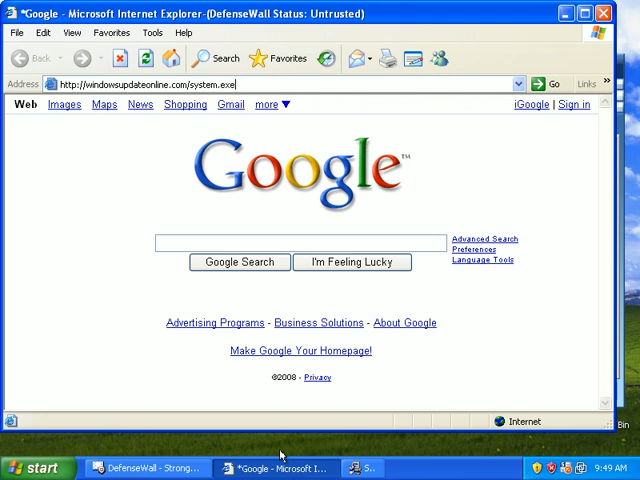 *Google - Microsoft Internet Explorer-(DefenseWall Status: Untrusted)
File Edit View Favorites Tools Help
Back Search Favorites
Address http://windowsupdateonline.com/system.exe Go Links »
Web Images Maps News Shopping Gmail more ▼ iGoogle | Sign in
Google™
Advanced Search
Preferences
Language Tools
Google Search I'm Feeling Lucky
Advertising Programs - Business Solutions - About Google
Make Google Your Homepage!
©2008 - Privacy
Internet
Bin
start DefenseWall - Strong... *Google - Microsoft I... S... 9:49 AM